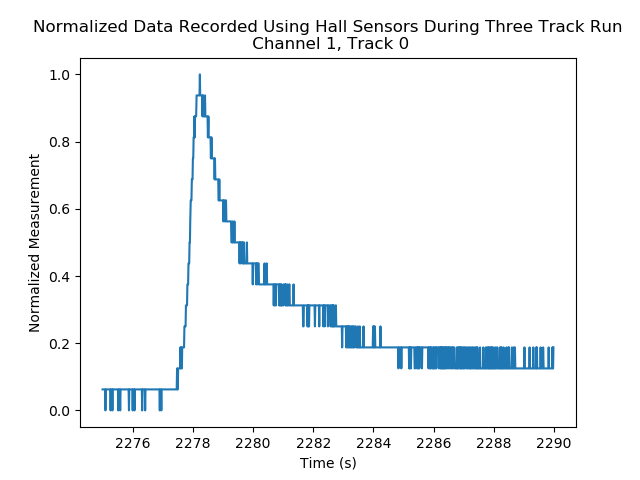 Normalized Data Recorded Using Hall Sensors During Three Track Run
Channel 1, Track 0
1.0
0.8
0.6
0.4
0.2
0.0
Normalized Measurement
2276 2278 2280 2282 2284 2286 2288 2290
Time (s)